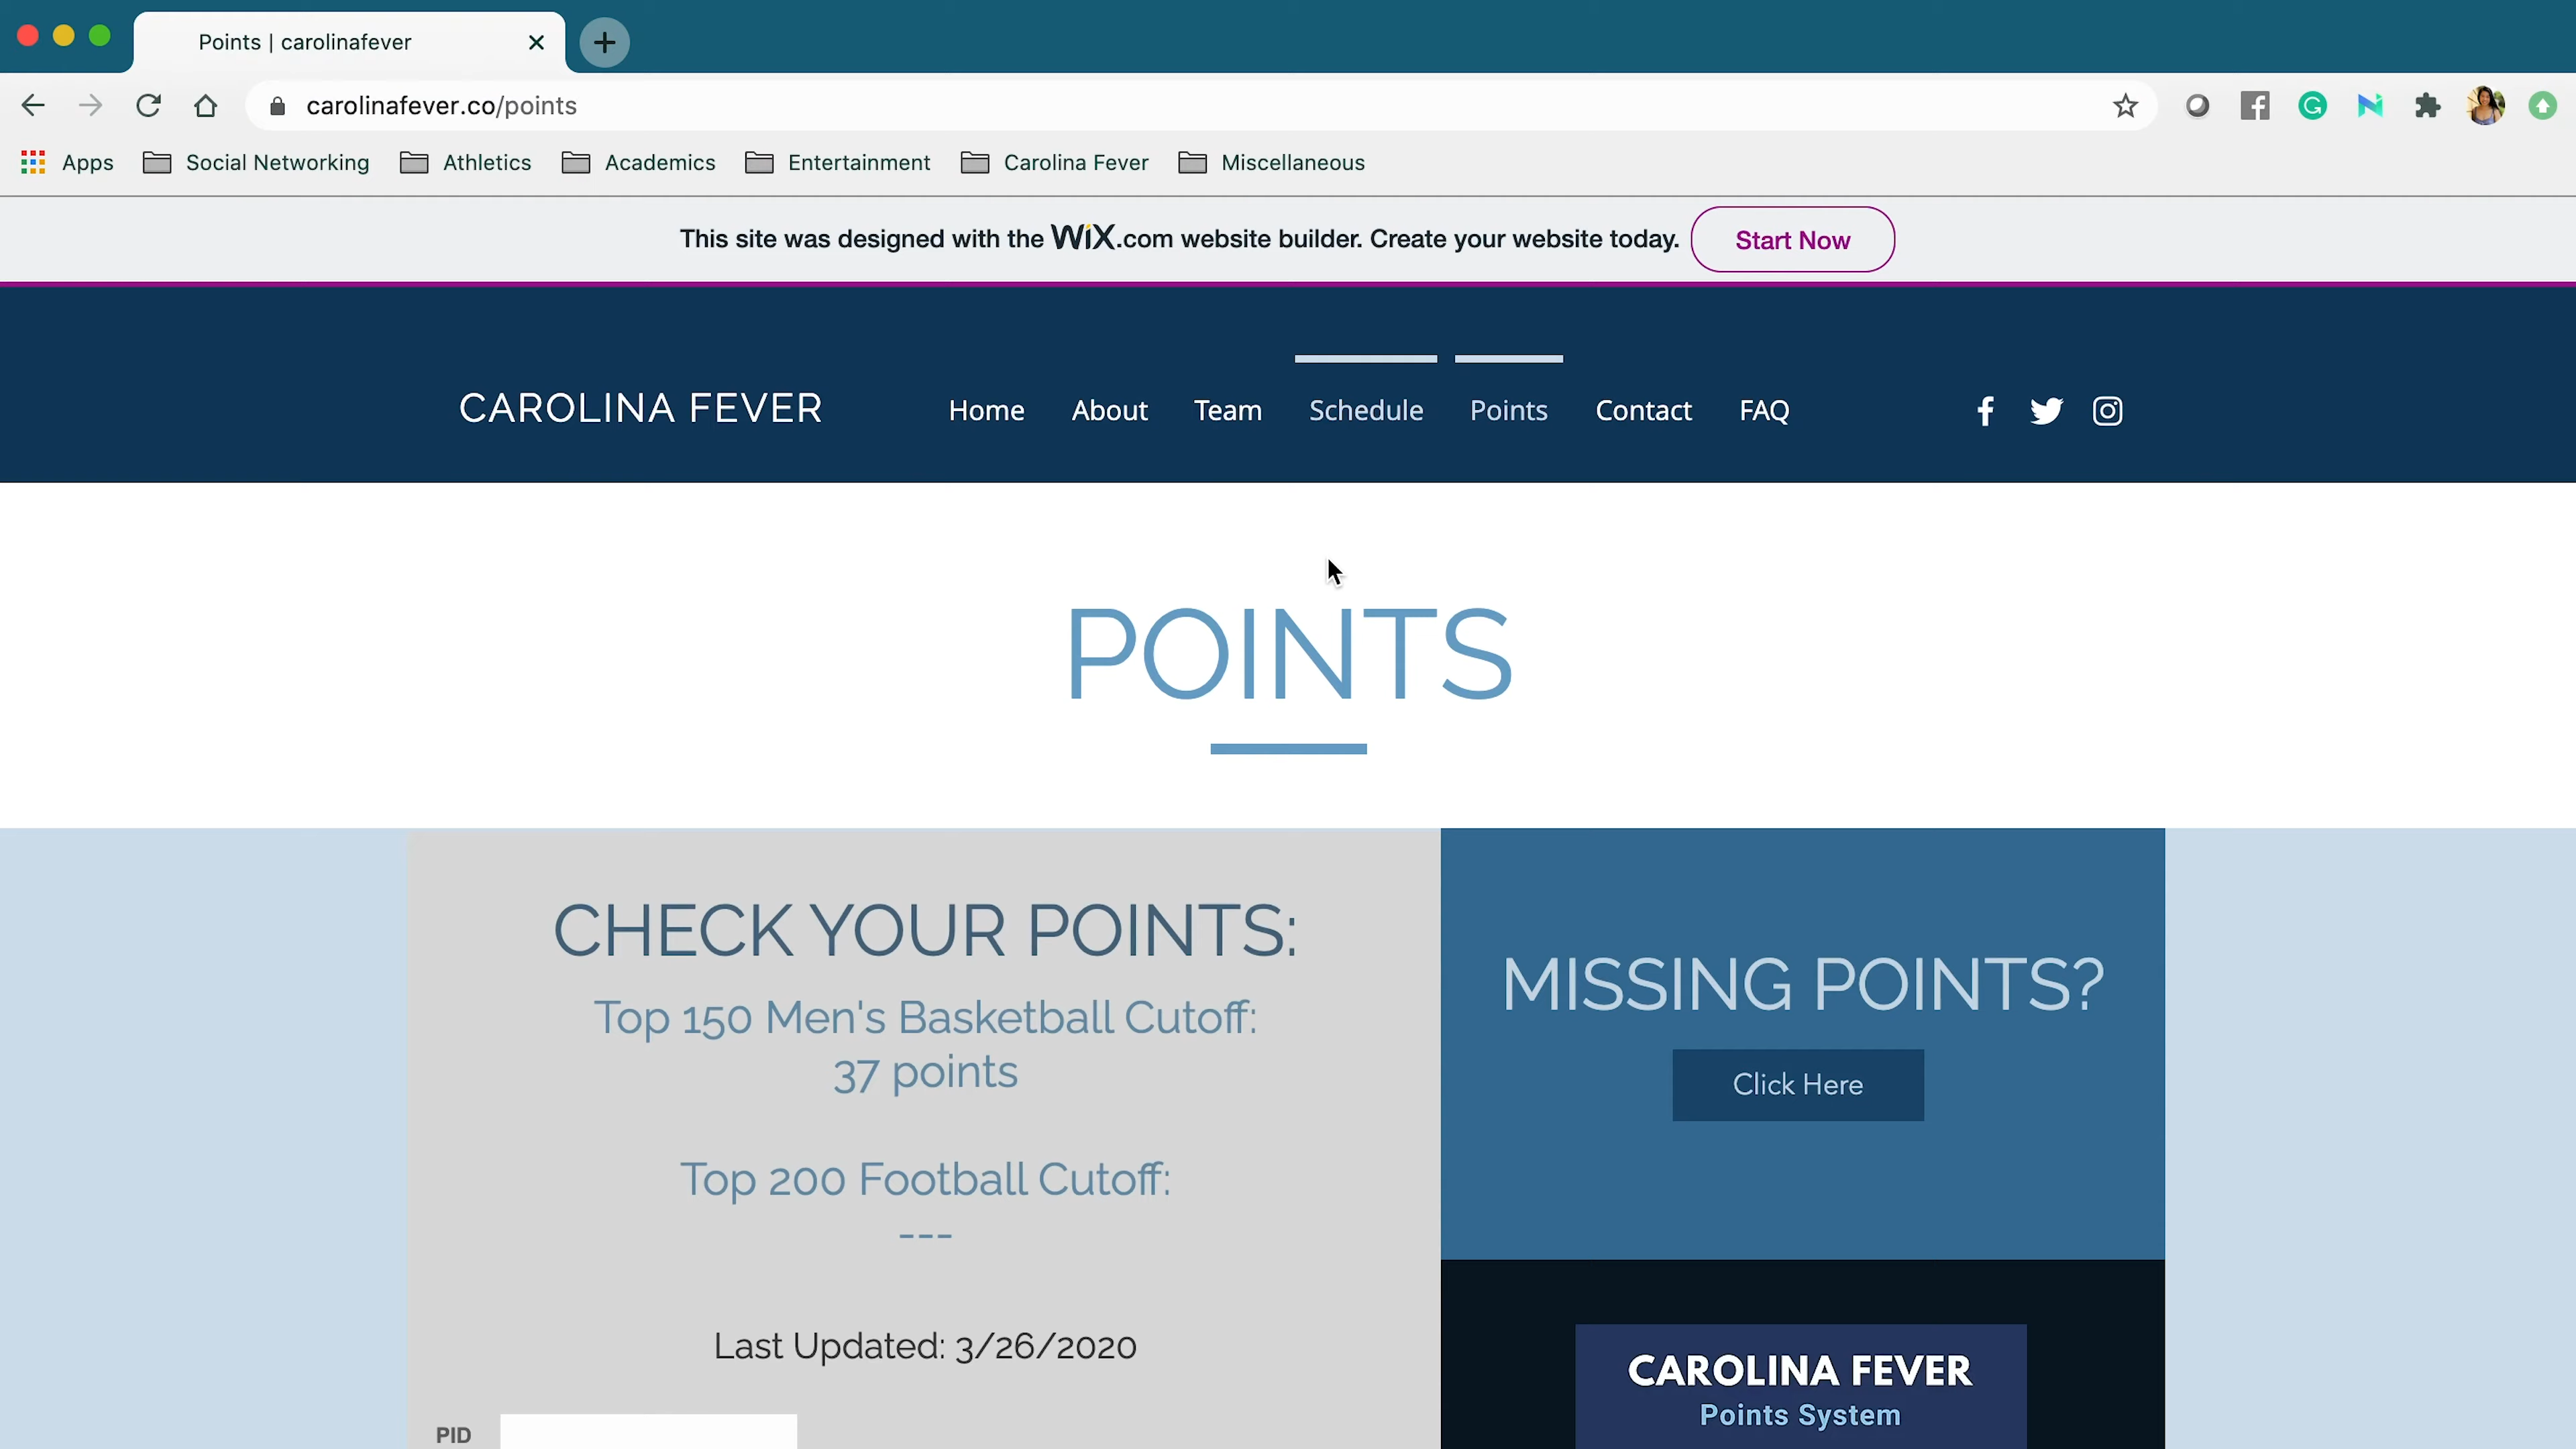 Points | carolinafever
carolinafever.co/points
Apps Social Networking Athletics Academics Entertainment Carolina Fever Miscellaneous
This site was designed with the WiX.com website builder. Create your website today. Start Now
CAROLINA FEVER Home About Team Schedule Points Contact FAQ
POINTS
CHECK YOUR POINTS:
Top 150 Men's Basketball Cutoff:
37 points
Top 200 Football Cutoff:
---
Last Updated: 3/26/2020
PID
MISSING POINTS?
Click Here
CAROLINA FEVER
Points System